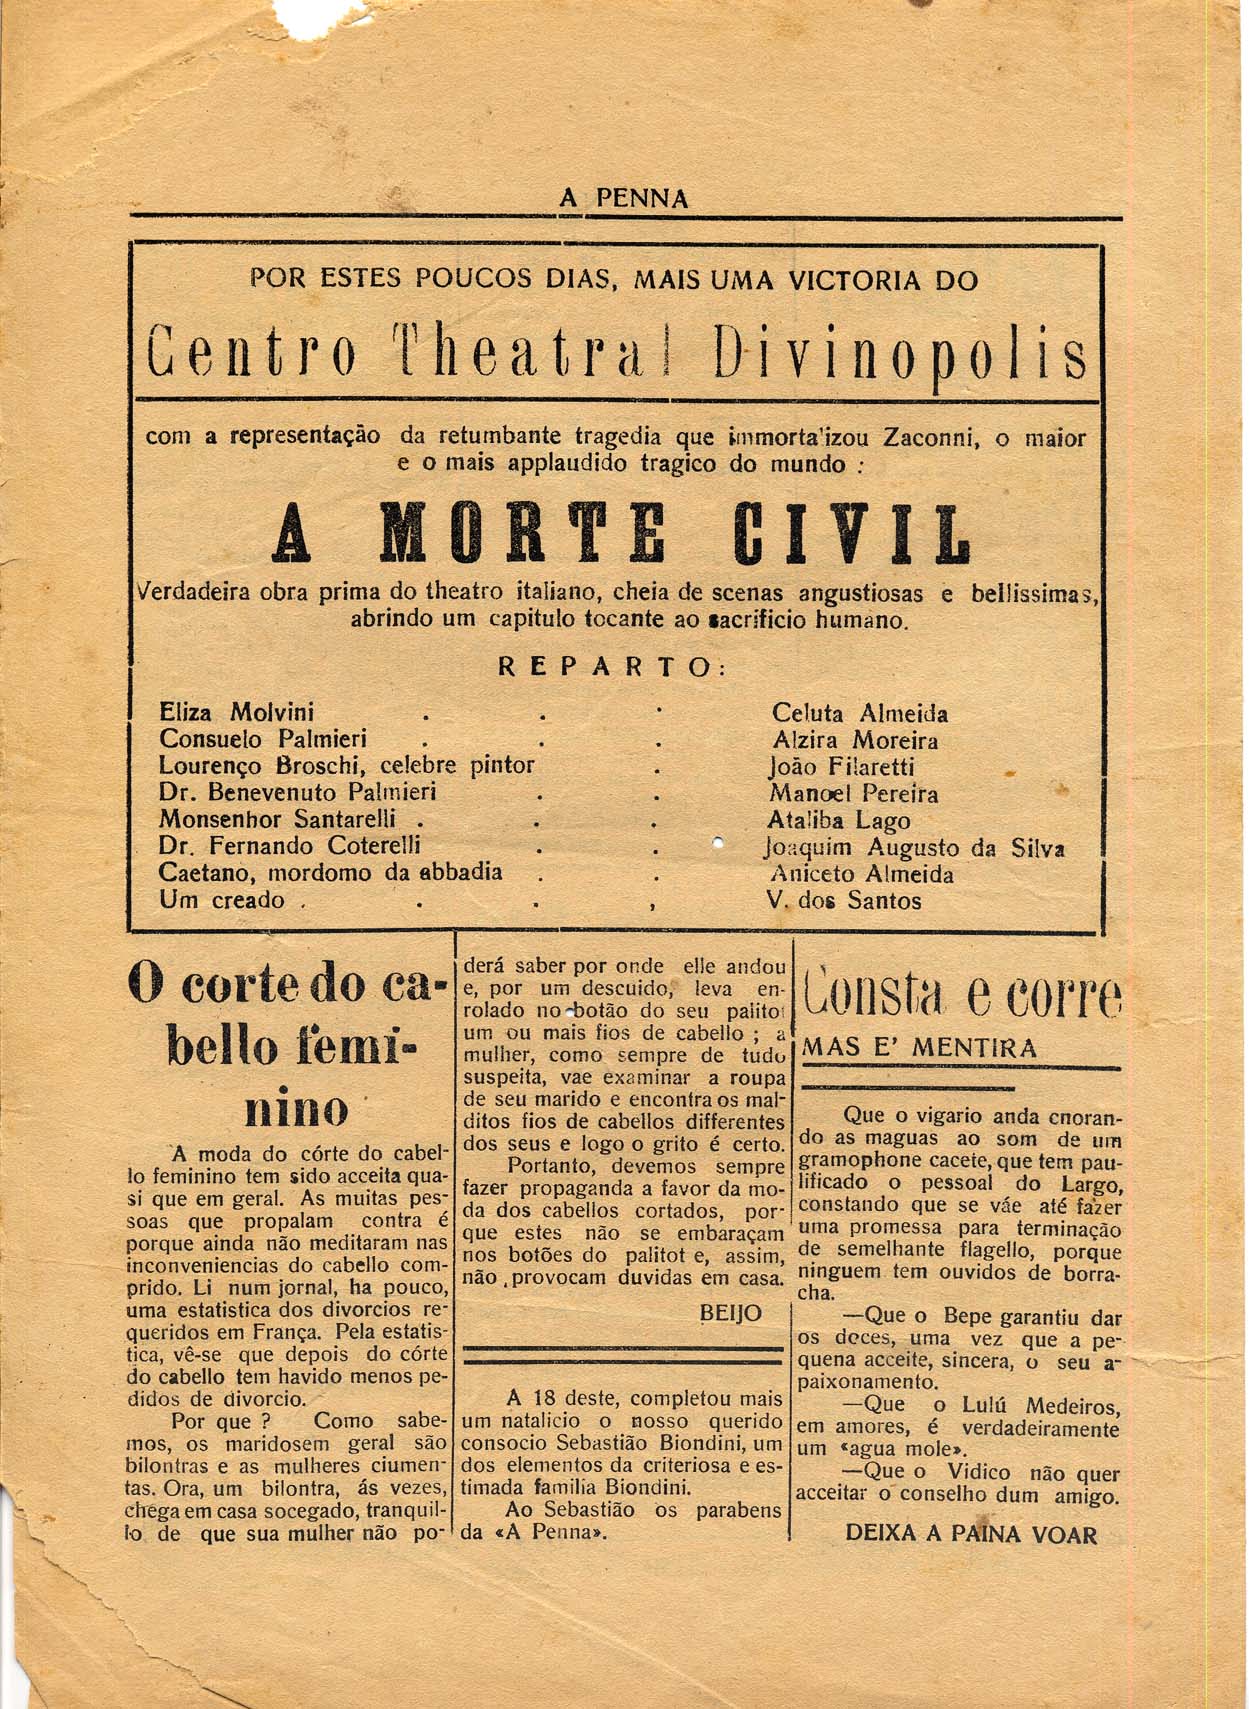 A PENNA
POR ESTES POUCOS DIAS, MAIS UMA VICTORIA DO
Centro Theatral Divinopolis
com a representação da retumbante tragedia que immorta'izou Zaconni, o maior
e o mais applaudido tragico do mundo :
A MORTE CIVIL
Verdadeira obra prima do theatro italiano, cheia de scenas angustiosas e bellissimas,
abrindo um capitulo tocante ao sacrificio humano.
REPARTO:
Eliza Molvini . . . Celuta Almeida
Consuelo Palmieri . . . Alzira Moreira
Lourenço Broschi, celebre pintor . João Filaretti
Dr. Benevenuto Palmieri . . Manoel Pereira
Monsenhor Santarelli . . . Ataliba Lago
Dr. Fernando Coterelli . . Joaquim Augusto da Silva
Caetano, mordomo da abbadia . . Aniceto Almeida
Um creado . . . , V. dos Santos
O corte do ca-
bello femi-
nino
A moda do córte do cabel-
lo feminino tem sido acceita qua-
si que em geral. As muitas pes-
soas que propalam contra é
porque ainda não meditaram nas
inconveniencias do cabello com-
prido. Li num jornal, ha pouco,
uma estatistica dos divorcios re-
queridos em França. Pela estatis-
tica, vê-se que depois do córte
do cabello tem havido menos pe-
didos de divorcio.
Por que ? Como sabe-
mos, os maridosem geral são
bilontras e as mulheres ciumen-
tas. Ora, um bilontra, ás vezes,
chega em casa socegado, tranquil-
lo de que sua mulher não po-
derá saber por onde elle andou
e, por um descuido, leva en-
rolado no botão do seu palitot
um ou mais fios de cabello ; a
mulher, como sempre de tudo
suspeita, vae examinar a roupa
de seu marido e encontra os mal-
ditos fios de cabellos differentes
dos seus e logo o grito é certo.
Portanto, devemos sempre
fazer propaganda a favor da mo-
da dos cabellos cortados, por-
que estes não se embaraçam
nos botões do palitot e, assim,
não provocam duvidas em casa.
BEIJO
A 18 deste, completou mais
um natalicio o nosso querido
consocio Sebastião Biondini, um
dos elementos da criteriosa e es-
timada familia Biondini.
Ao Sebastião os parabens
da «A Penna».
Consta e corre
MAS E' MENTIRA
Que o vigario anda cnoran-
do as maguas ao som de um
gramophone cacete, que tem pau-
lificado o pessoal do Largo,
constando que se váe até fazer
uma promessa para terminação
de semelhante flagello, porque
ninguem tem ouvidos de borra-
cha.
—Que o Bepe garantiu dar
os doces, uma vez que a pe-
quena acceite, sincera, o seu a-
paixonamento.
—Que o Lulú Medeiros,
em amores, é verdadeiramente
um «agua mole».
—Que o Vidico não quer
acceitar o conselho dum amigo.
DEIXA A PAINA VOAR